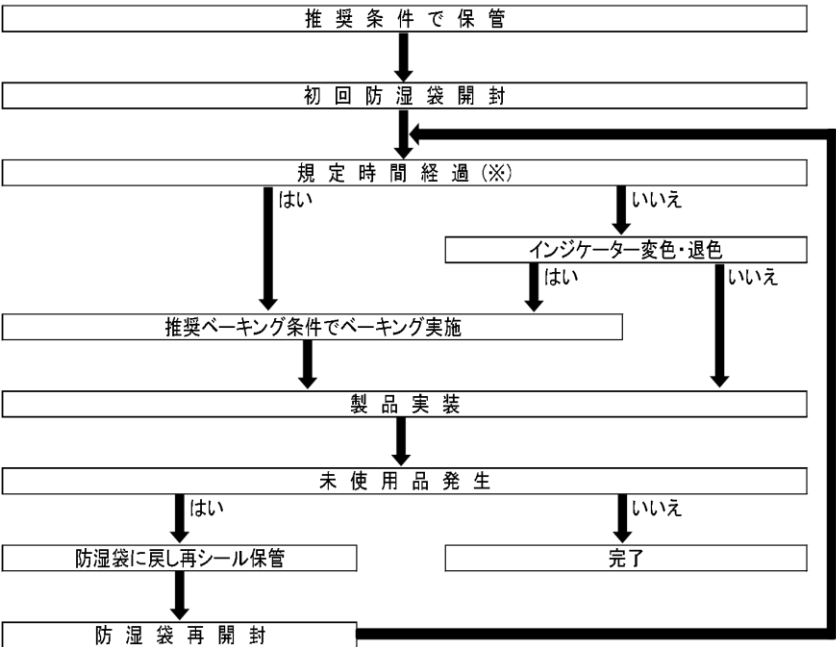 推奨条件で保管
初回防湿袋開封
規定時間経過(※)
はい
いいえ
インジケーター変色・退色
はい
いいえ
推奨ベーキング条件でベーキング実施
製品実装
未使用品発生
はい
いいえ
防湿袋に戻し再シール保管
完了
防湿袋再開封